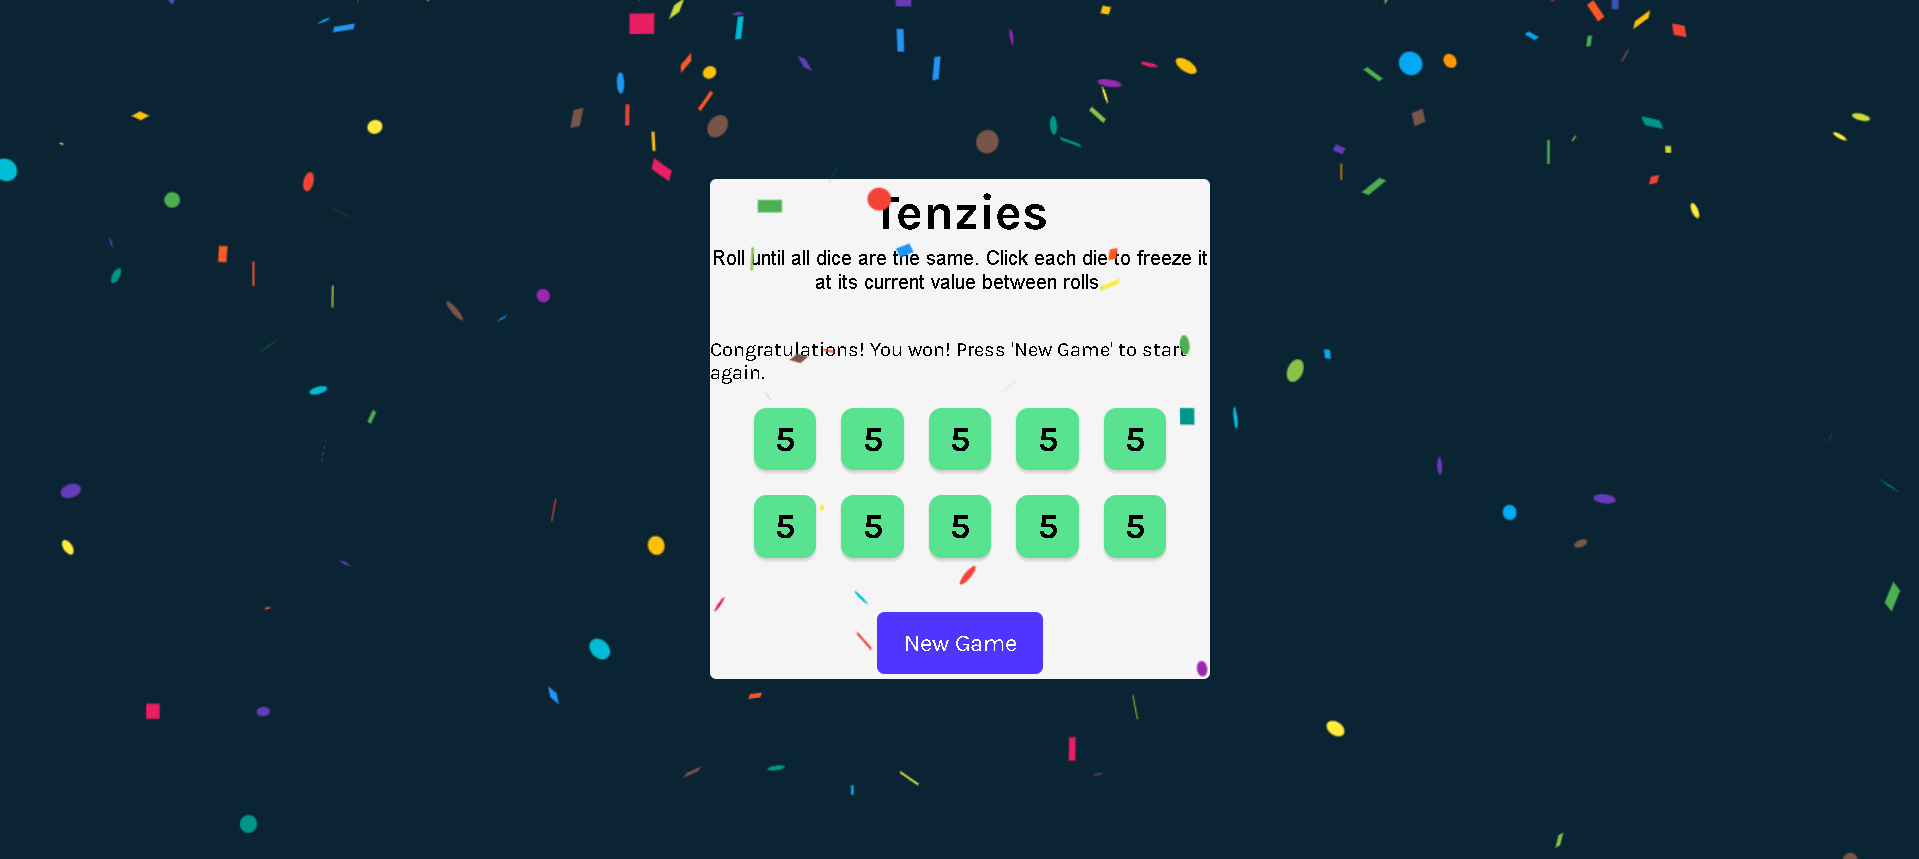 Tenzies
Roll until all dice are the same. Click each die to freeze it
at its current value between rolls.
Congratulations! You won! Press 'New Game' to start
again.
5 5 5 5 5
5 5 5 5 5
New Game